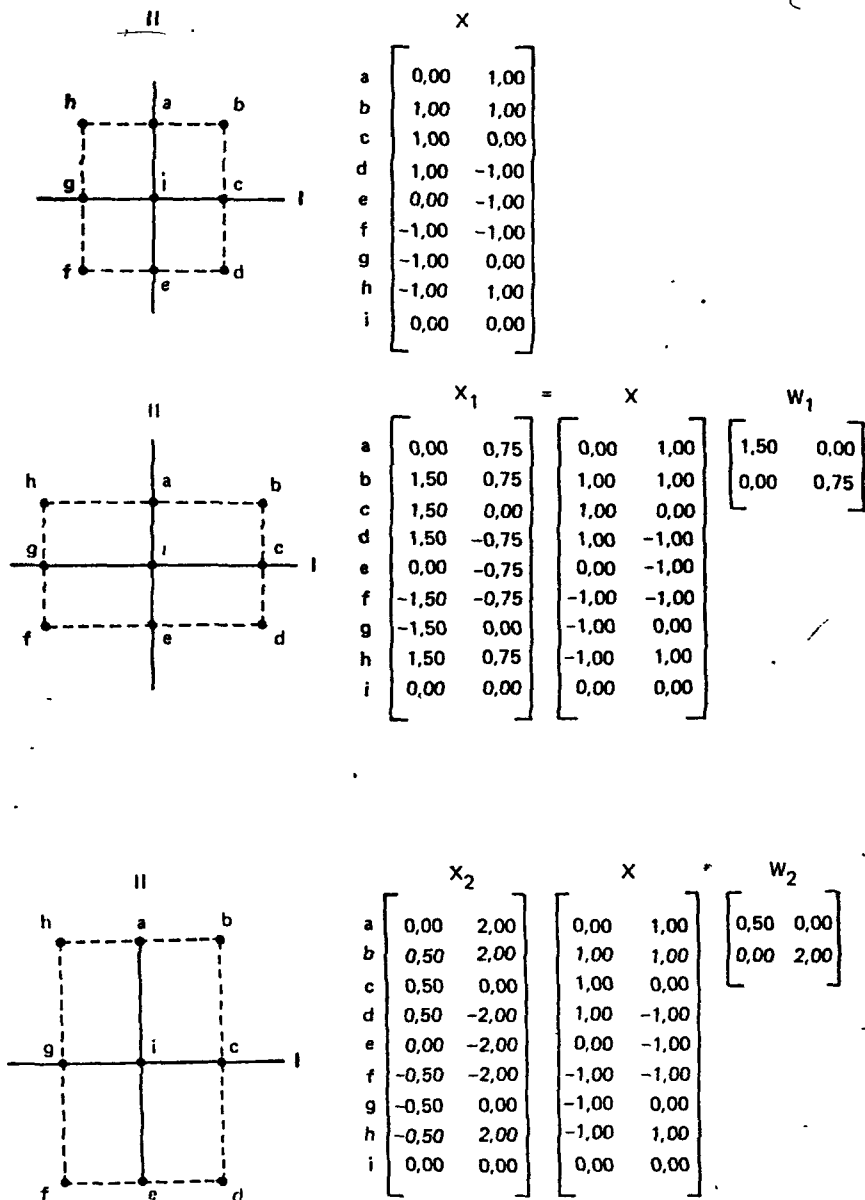 II
X
a 0,00 1,00
b 1,00 1,00
c 1,00 0,00
d 1,00 -1,00
e 0,00 -1,00
f -1,00 -1,00
g -1,00 0,00
h -1,00 1,00
i 0,00 0,00
h a b
g i c I
f e d
X1 = X W1
II
a 0,00 0,75 0,00 1,00 1,50 0,00
b 1,50 0,75 1,00 1,00 0,00 0,75
c 1,50 0,00 1,00 0,00
d 1,50 -0,75 1,00 -1,00
e 0,00 -0,75 0,00 -1,00
f -1,50 -0,75 -1,00 -1,00
g -1,50 0,00 -1,00 0,00
h 1,50 0,75 -1,00 1,00
i 0,00 0,00 0,00 0,00
h a b
g i c I
f e d
II
X2 X W2
a 0,00 2,00 0,00 1,00 0,50 0,00
b 0,50 2,00 1,00 1,00 0,00 2,00
c 0,50 0,00 1,00 0,00
d 0,50 -2,00 1,00 -1,00
e 0,00 -2,00 0,00 -1,00
f -0,50 -2,00 -1,00 -1,00
g -0,50 0,00 -1,00 0,00
h -0,50 2,00 -1,00 1,00
i 0,00 0,00 0,00 0,00
h a b
g i c I
f e d